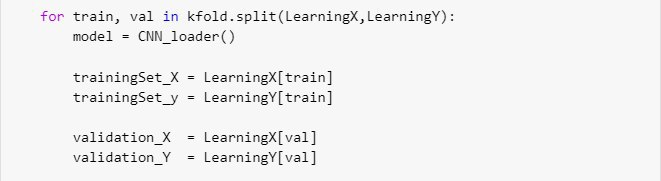 for train, val in kfold.split(LearningX,LearningY):
model = CNN_loader()
trainingSet_X = LearningX[train]
trainingSet_y = LearningY[train]
validation_X = LearningX[val]
validation_Y = LearningY[val]